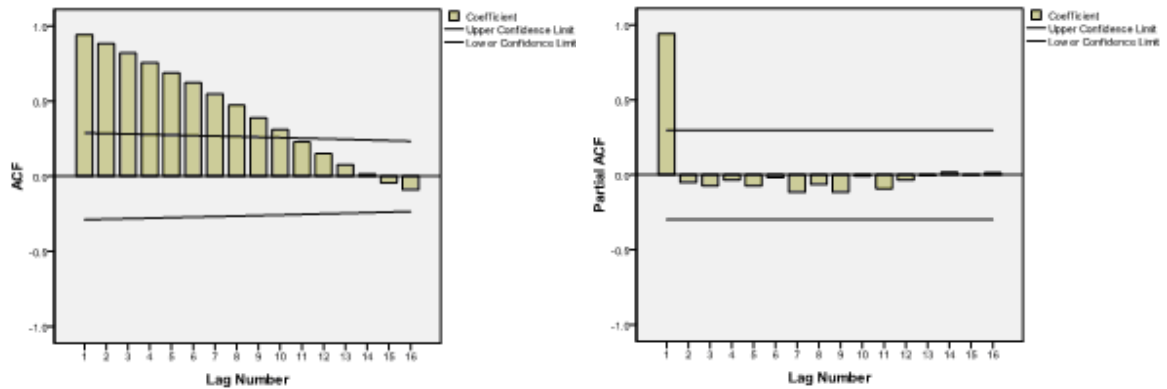 Coefficient
Upper Confidence Limit
Lower Confidence Limit
1.0
0.5
0.0
-0.5
-1.0
ACF
1 2 3 4 5 6 7 8 9 10 11 12 13 14 15 16
Lag Number
Coefficient
Upper Confidence Limit
Lower Confidence Limit
1.0
0.5
0.0
-0.5
-1.0
Partial ACF
1 2 3 4 5 6 7 8 9 10 11 12 13 14 15 16
Lag Number